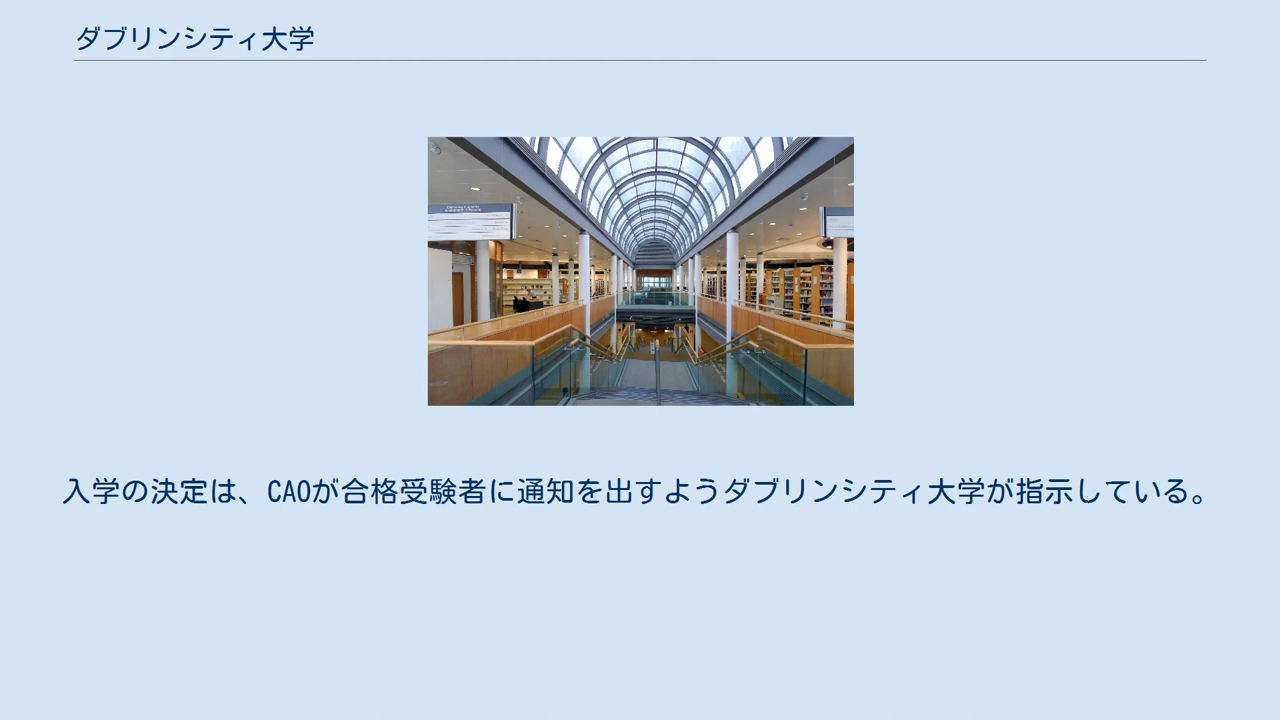 ダブリンシティ大学
入学の決定は、CAOが合格受験者に通知を出すようダブリンシティ大学が指示している。